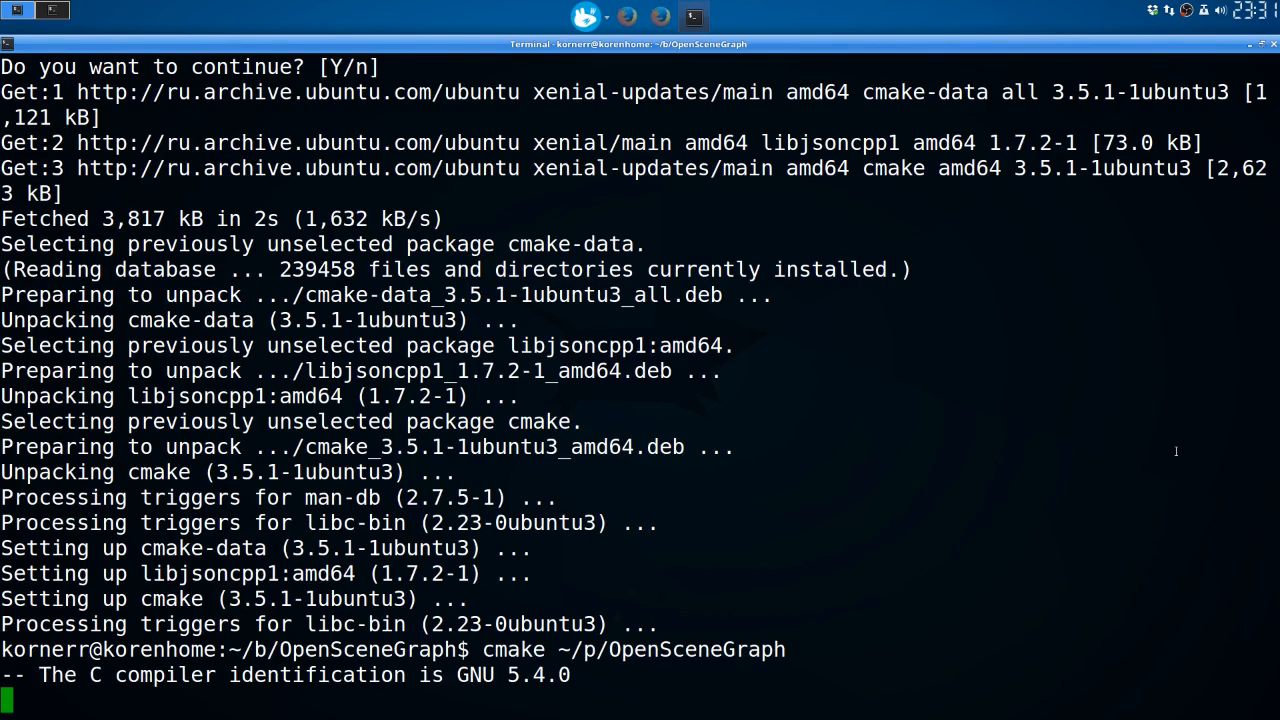 23:31
Terminal - kornerr@korenhome: ~/b/OpenSceneGraph
Do you want to continue? [Y/n]
Get:1 http://ru.archive.ubuntu.com/ubuntu xenial-updates/main amd64 cmake-data all 3.5.1-1ubuntu3 [1
,121 kB]
Get:2 http://ru.archive.ubuntu.com/ubuntu xenial/main amd64 libjsoncpp1 amd64 1.7.2-1 [73.0 kB]
Get:3 http://ru.archive.ubuntu.com/ubuntu xenial-updates/main amd64 cmake amd64 3.5.1-1ubuntu3 [2,62
3 kB]
Fetched 3,817 kB in 2s (1,632 kB/s)
Selecting previously unselected package cmake-data.
(Reading database ... 239458 files and directories currently installed.)
Preparing to unpack .../cmake-data_3.5.1-1ubuntu3_all.deb ...
Unpacking cmake-data (3.5.1-1ubuntu3) ...
Selecting previously unselected package libjsoncpp1:amd64.
Preparing to unpack .../libjsoncpp1_1.7.2-1_amd64.deb ...
Unpacking libjsoncpp1:amd64 (1.7.2-1) ...
Selecting previously unselected package cmake.
Preparing to unpack .../cmake_3.5.1-1ubuntu3_amd64.deb ...
Unpacking cmake (3.5.1-1ubuntu3) ...
Processing triggers for man-db (2.7.5-1) ...
Processing triggers for libc-bin (2.23-0ubuntu3) ...
Setting up cmake-data (3.5.1-1ubuntu3) ...
Setting up libjsoncpp1:amd64 (1.7.2-1) ...
Setting up cmake (3.5.1-1ubuntu3) ...
Processing triggers for libc-bin (2.23-0ubuntu3) ...
kornerr@korenhome:~/b/OpenSceneGraph$ cmake ~/p/OpenSceneGraph
-- The C compiler identification is GNU 5.4.0